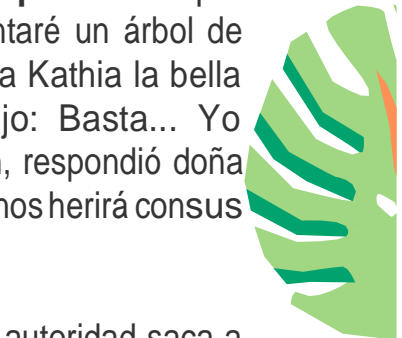 ntaré un árbol de
a Kathia la bella
jo: Basta... Yo
, respondió doña
nos herirá consus
autoridad saca a